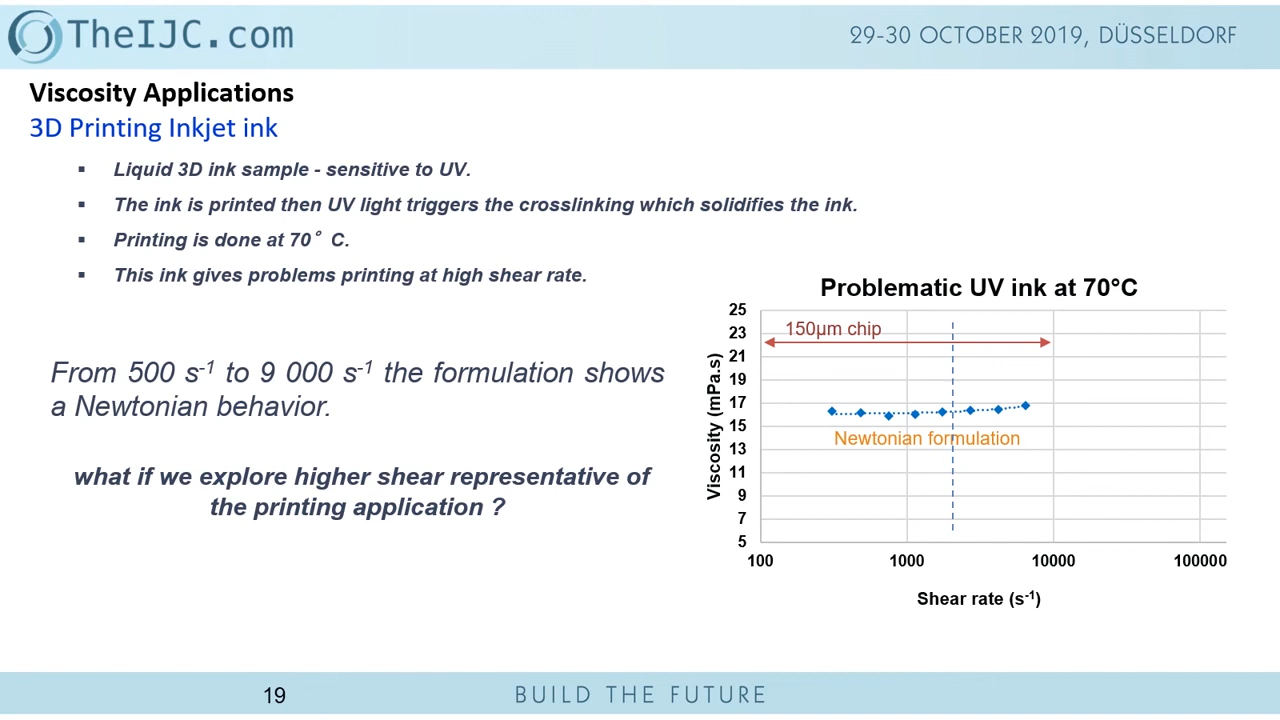 TheIJC.com
29-30 OCTOBER 2019, DÜSSELDORF
Viscosity Applications
3D Printing Inkjet ink
▪ Liquid 3D ink sample - sensitive to UV.
▪ The ink is printed then UV light triggers the crosslinking which solidifies the ink.
▪ Printing is done at 70° C.
▪ This ink gives problems printing at high shear rate.
From 500 s⁻¹ to 9 000 s⁻¹ the formulation shows
a Newtonian behavior.
what if we explore higher shear representative of
the printing application ?
Problematic UV ink at 70°C
Viscosity (mPa.s)
25
23
21
19
17
15
13
11
9
7
5
150µm chip
Newtonian formulation
100
1000
10000
100000
Shear rate (s⁻¹)
19
BUILD THE FUTURE